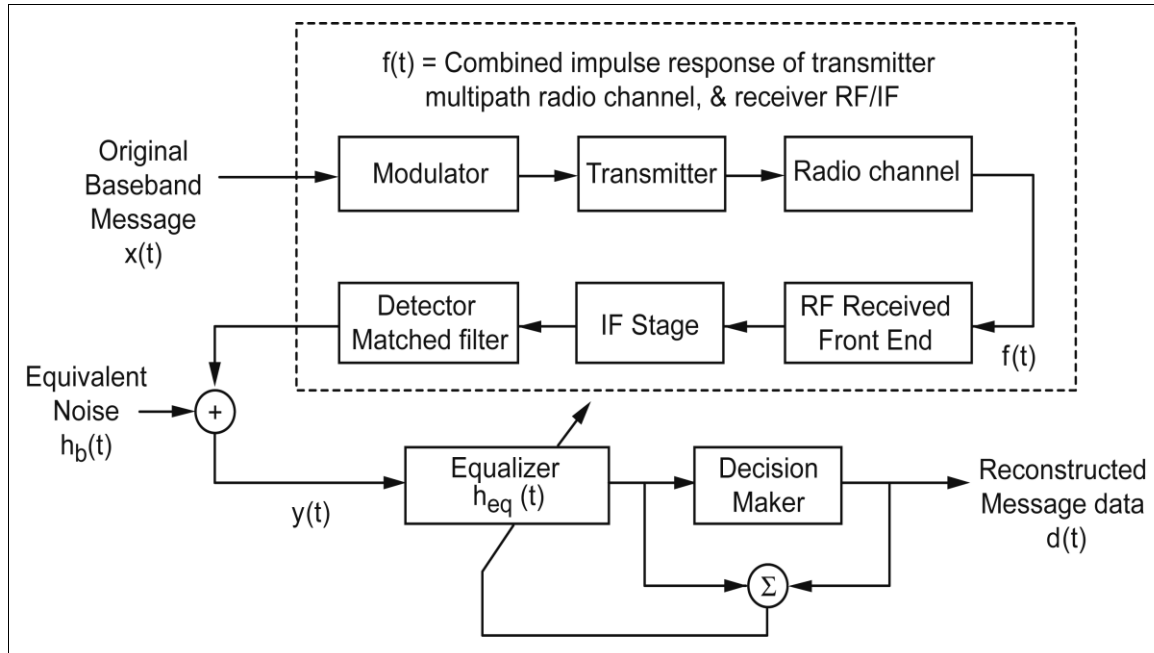 f(t) = Combined impulse response of transmitter
multipath radio channel, & receiver RF/IF
Original
Baseband
Message
x(t)
Modulator
Transmitter
Radio channel
Detector
Matched filter
IF Stage
RF Received
Front End
f(t)
Equivalent
Noise
h_b(t)
+
y(t)
Equalizer
h_eq (t)
Decision
Maker
Reconstructed
Message data
d(t)
Σ